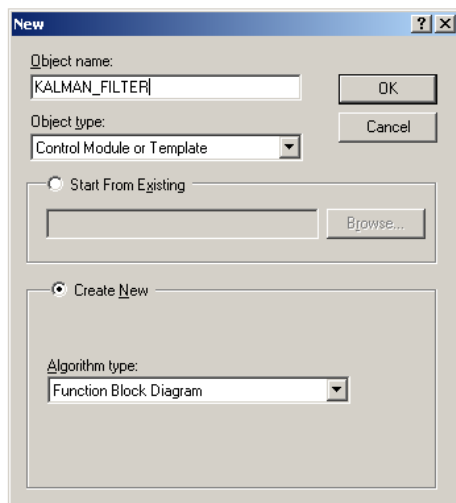 New
Object name:
KALMAN_FILTER
OK
Object type:
Cancel
Control Module or Template
Start From Existing
Browse...
Create New
Algorithm type:
Function Block Diagram